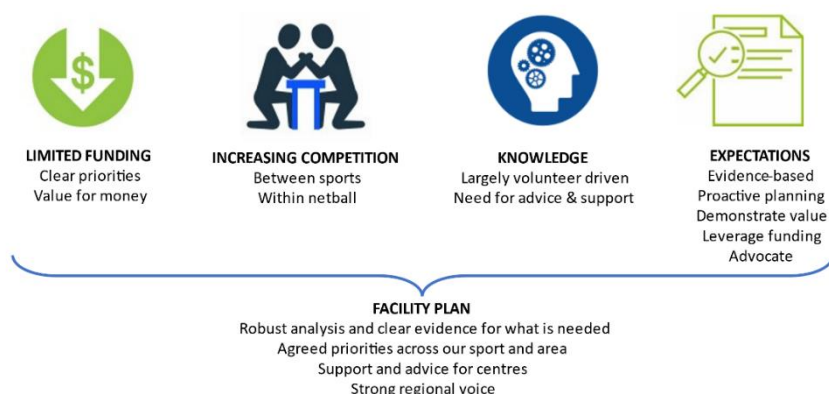 $
LIMITED FUNDING
Clear priorities
Value for money
INCREASING COMPETITION
Between sports
Within netball
KNOWLEDGE
Largely volunteer driven
Need for advice & support
EXPECTATIONS
Evidence-based
Proactive planning
Demonstrate value
Leverage funding
Advocate
FACILITY PLAN
Robust analysis and clear evidence for what is needed
Agreed priorities across our sport and area
Support and advice for centres
Strong regional voice